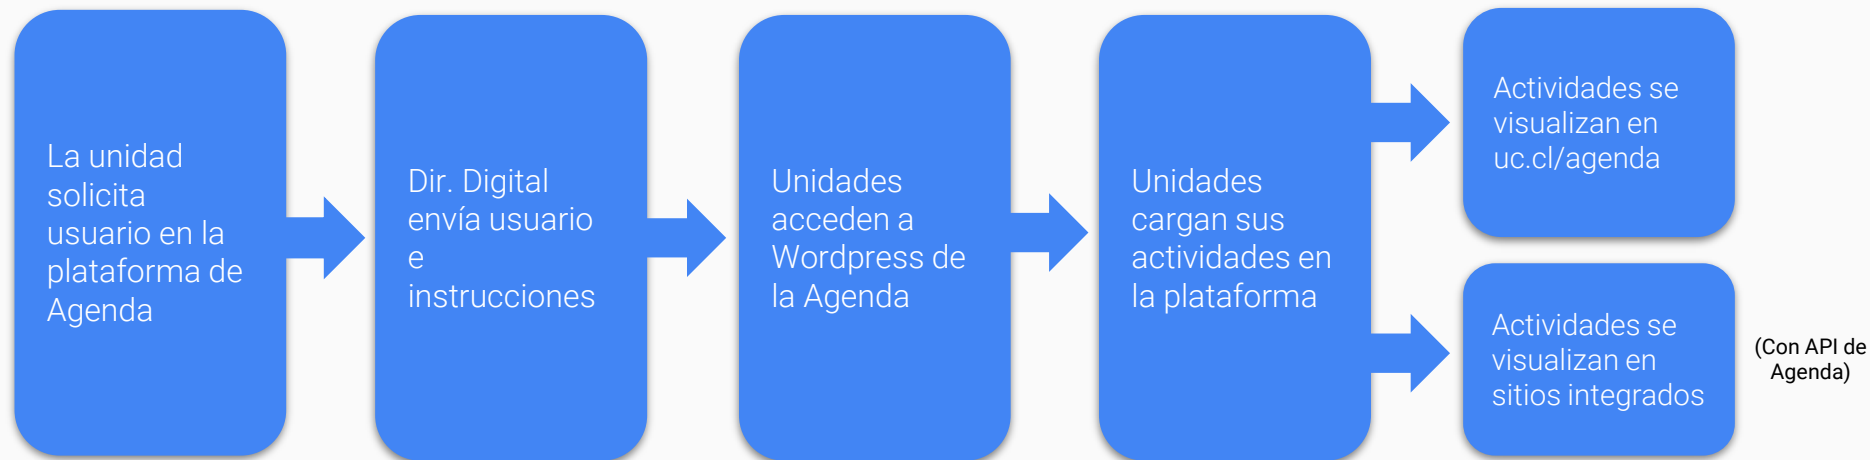 La unidad
solicita
usuario en la
plataforma de
Agenda
Dir. Digital
envía usuario
e
instrucciones
Unidades
acceden a
Wordpress de
la Agenda
Unidades
cargan sus
actividades en
la plataforma
Actividades se
visualizan en
uc.cl/agenda
Actividades se
visualizan en
sitios integrados
(Con API de
Agenda)